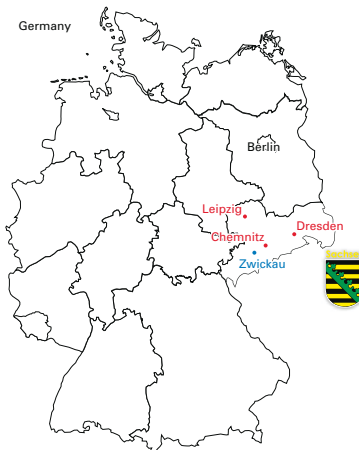 Germany
Berlin
Leipzig
Dresden
Chemnitz
Zwickau